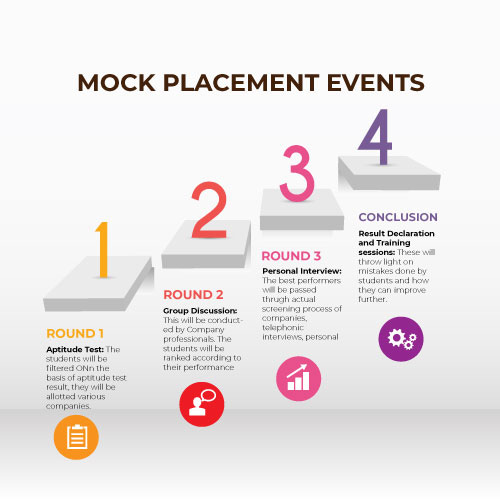 MOCK PLACEMENT EVENTS
1
ROUND 1
Aptitude Test: The
students will be
filtered ONn the
basis of aptitude test
result, they will be
allotted various
companies.
2
ROUND 2
Group Discussion:
This will be conduct-
ed by Company
professionals. The
students will be
ranked according to
their performance
3
ROUND 3
Personal Interview:
The best performers
will be passed
thrugh actual
screening process of
companies,
telephonic
interviews, personal
4
CONCLUSION
Result Declaration
and Training
sessions: These will
throw light on
mistakes done by
students and how
they can improve
further.